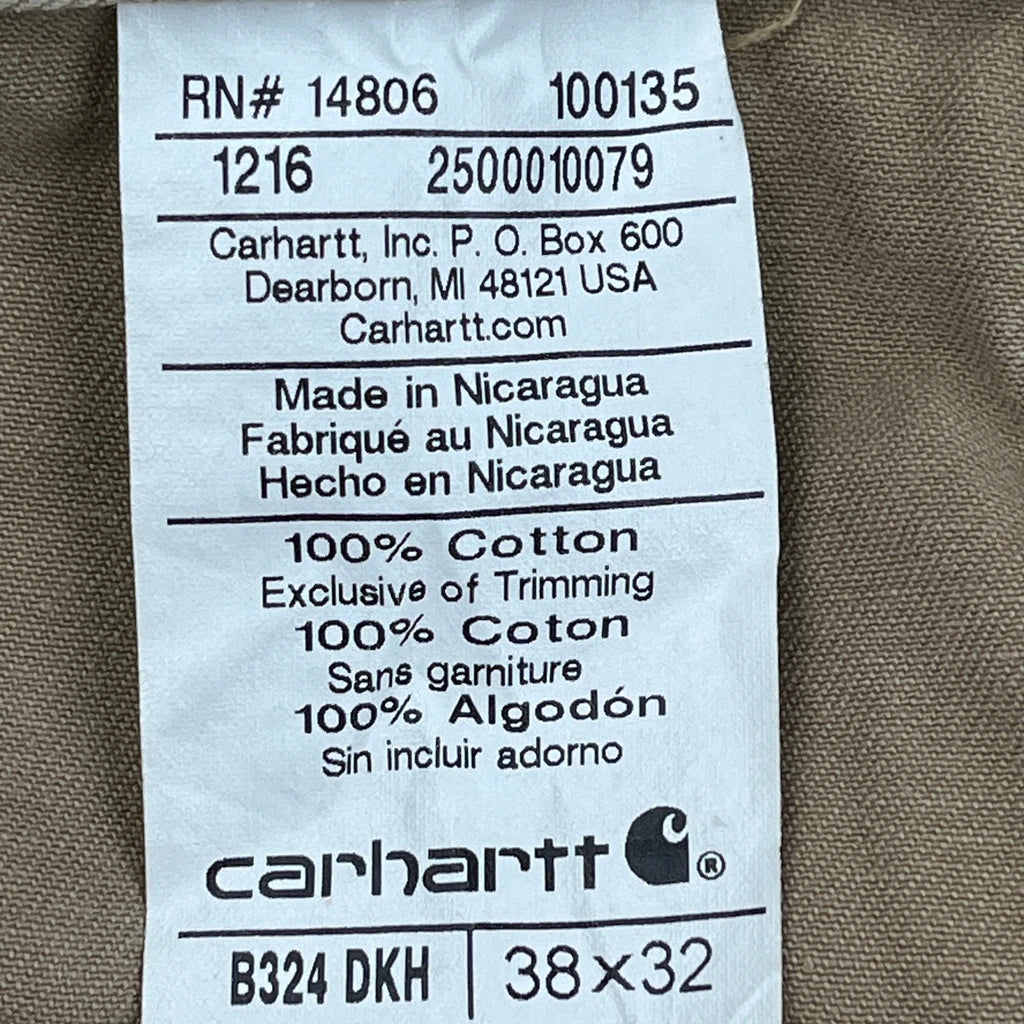 RN# 14806 100135
1216 2500010079
Carhartt, Inc. P. O. Box 600
Dearborn, MI 48121 USA
Carhartt.com
Made in Nicaragua
Fabriqué au Nicaragua
Hecho en Nicaragua
100% Cotton
Exclusive of Trimming
100% Coton
Sans garniture
100% Algodón
Sin incluir adorno
carhartt ®
B324 DKH 38x32